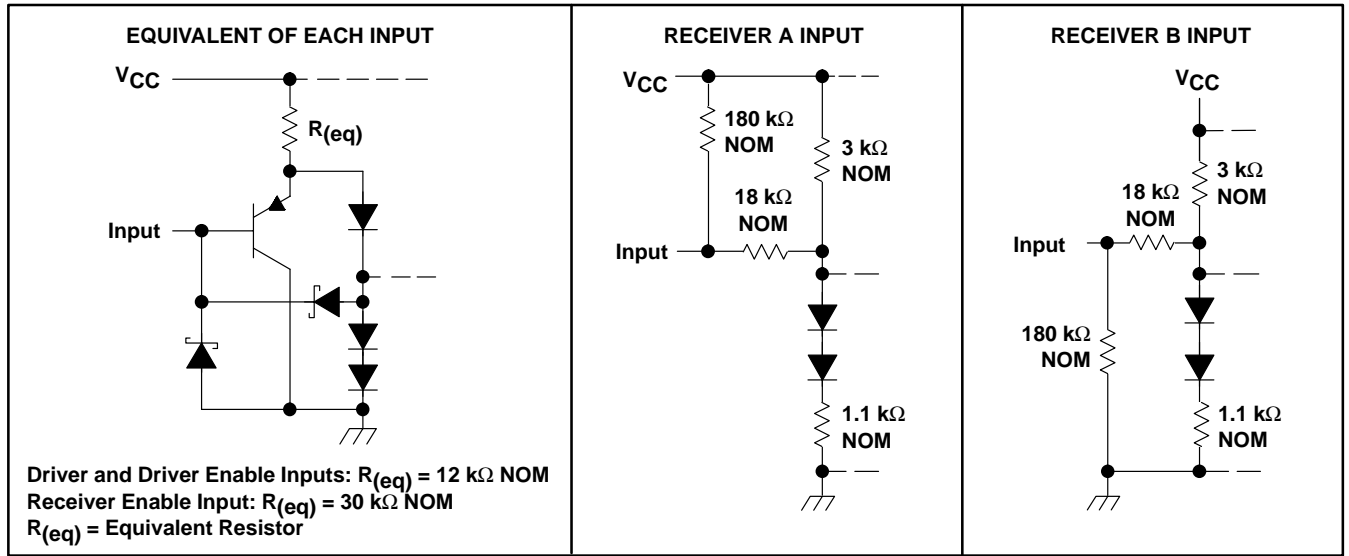 EQUIVALENT OF EACH INPUT
VCC
R(eq)
Input
Driver and Driver Enable Inputs: R(eq) = 12 kΩ NOM
Receiver Enable Input: R(eq) = 30 kΩ NOM
R(eq) = Equivalent Resistor
RECEIVER A INPUT
VCC
180 kΩ
NOM
3 kΩ
NOM
18 kΩ
NOM
Input
1.1 kΩ
NOM
RECEIVER B INPUT
VCC
3 kΩ
NOM
18 kΩ
NOM
Input
180 kΩ
NOM
1.1 kΩ
NOM